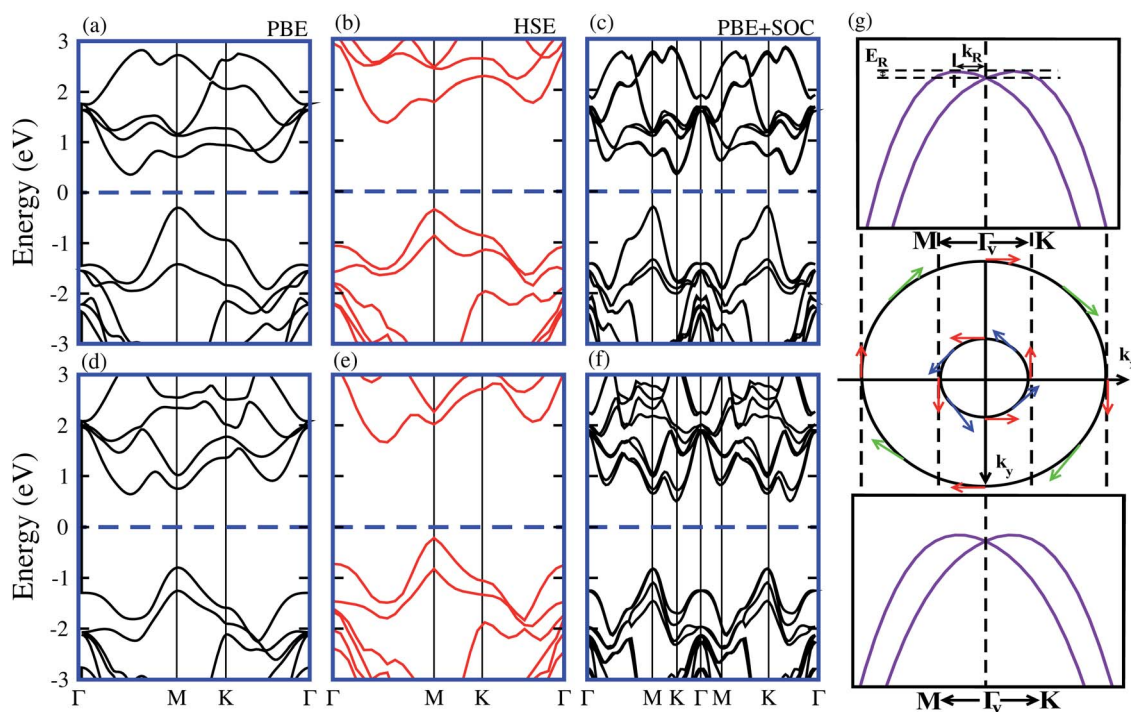 (a) PBE
(b) HSE
(c) PBE+SOC
(g)
3
2
1
0
-1
-2
-3
Energy (eV)
E_R
k_R
M Γ_v K
k_y
(d)
(e)
(f)
3
2
1
0
-1
-2
-3
Energy (eV)
Γ M K Γ
Γ M K Γ
Γ M K Γ M K Γ
M Γ_v K